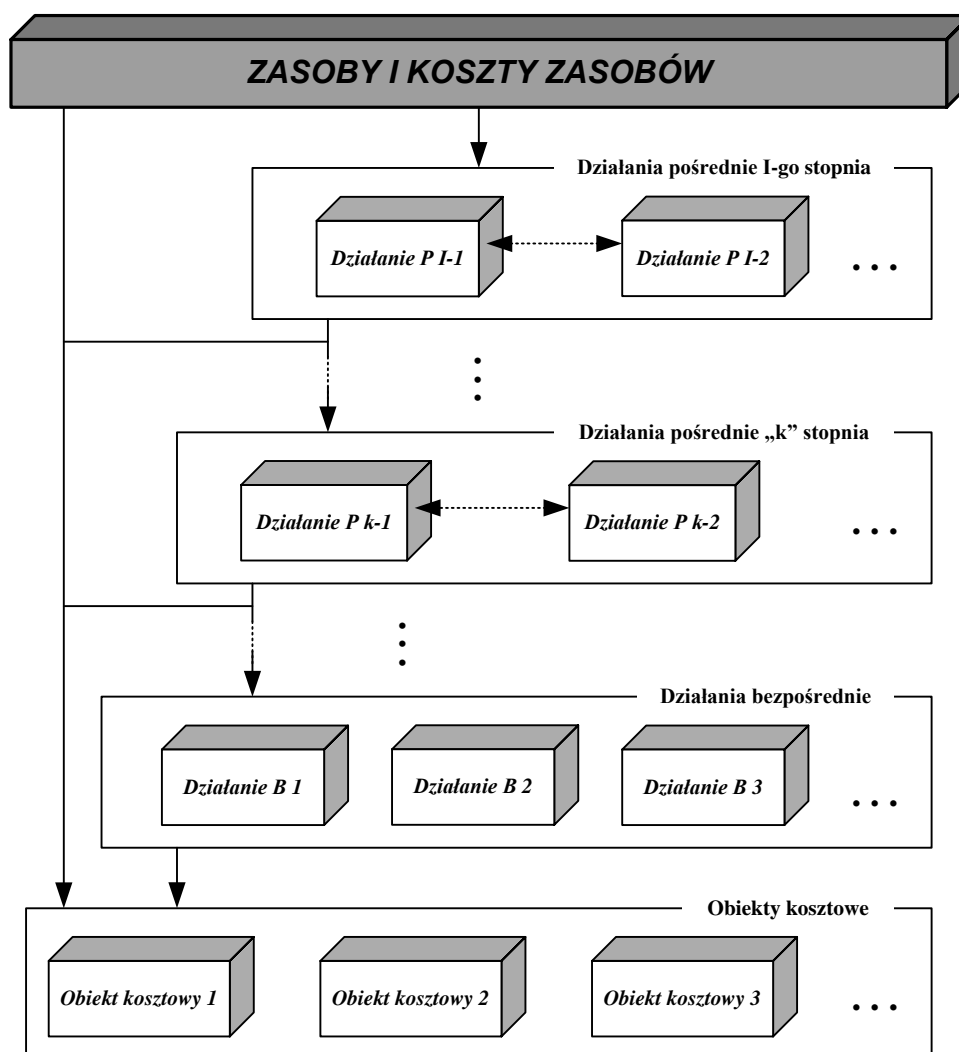 ZASOBY I KOSZTY ZASOBÓW
Działania pośrednie I-go stopnia
Działanie P I-1
Działanie P I-2
• • •
Działania pośrednie „k” stopnia
Działanie P k-1
Działanie P k-2
• • •
Działania bezpośrednie
Działanie B 1
Działanie B 2
Działanie B 3
• • •
Obiekty kosztowe
Obiekt kosztowy 1
Obiekt kosztowy 2
Obiekt kosztowy 3
• • •